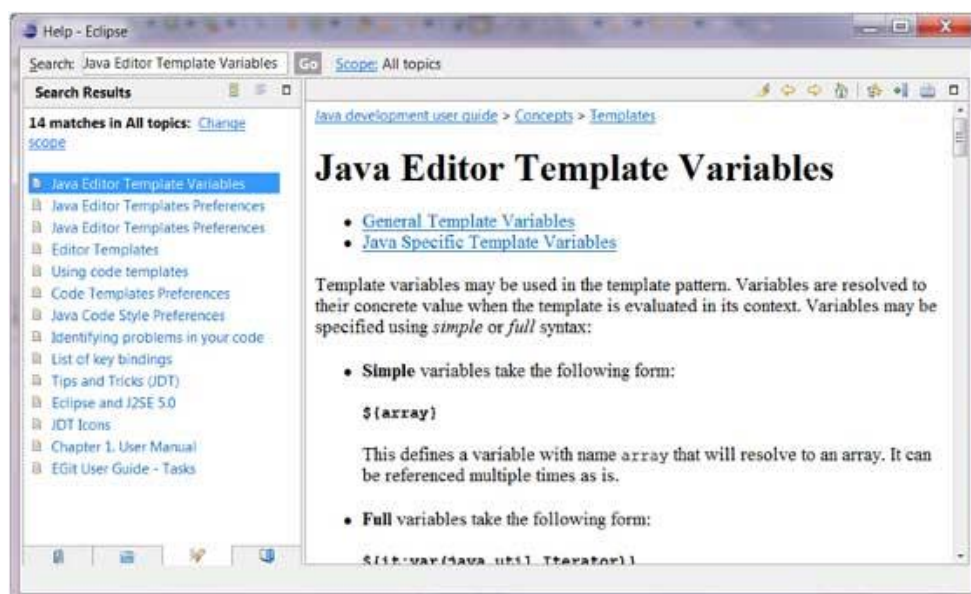 Help - Eclipse
Search: Java Editor Template Variables Go Scope: All topics
Search Results
14 matches in All topics: Change
scope
Java Editor Template Variables
Java Editor Templates Preferences
Java Editor Templates Preferences
Editor Templates
Using code templates
Code Templates Preferences
Java Code Style Preferences
Identifying problems in your code
List of key bindings
Tips and Tricks (JDT)
Eclipse and J2SE 5.0
JDT Icons
Chapter 1. User Manual
EGit User Guide - Tasks
Java development user guide > Concepts > Templates
Java Editor Template Variables
• General Template Variables
• Java Specific Template Variables
Template variables may be used in the template pattern. Variables are resolved to
their concrete value when the template is evaluated in its context. Variables may be
specified using simple or full syntax:
• Simple variables take the following form:
${array}
This defines a variable with name array that will resolve to an array. It can
be referenced multiple times as is.
• Full variables take the following form:
${it:var(java.util.Iterator)}